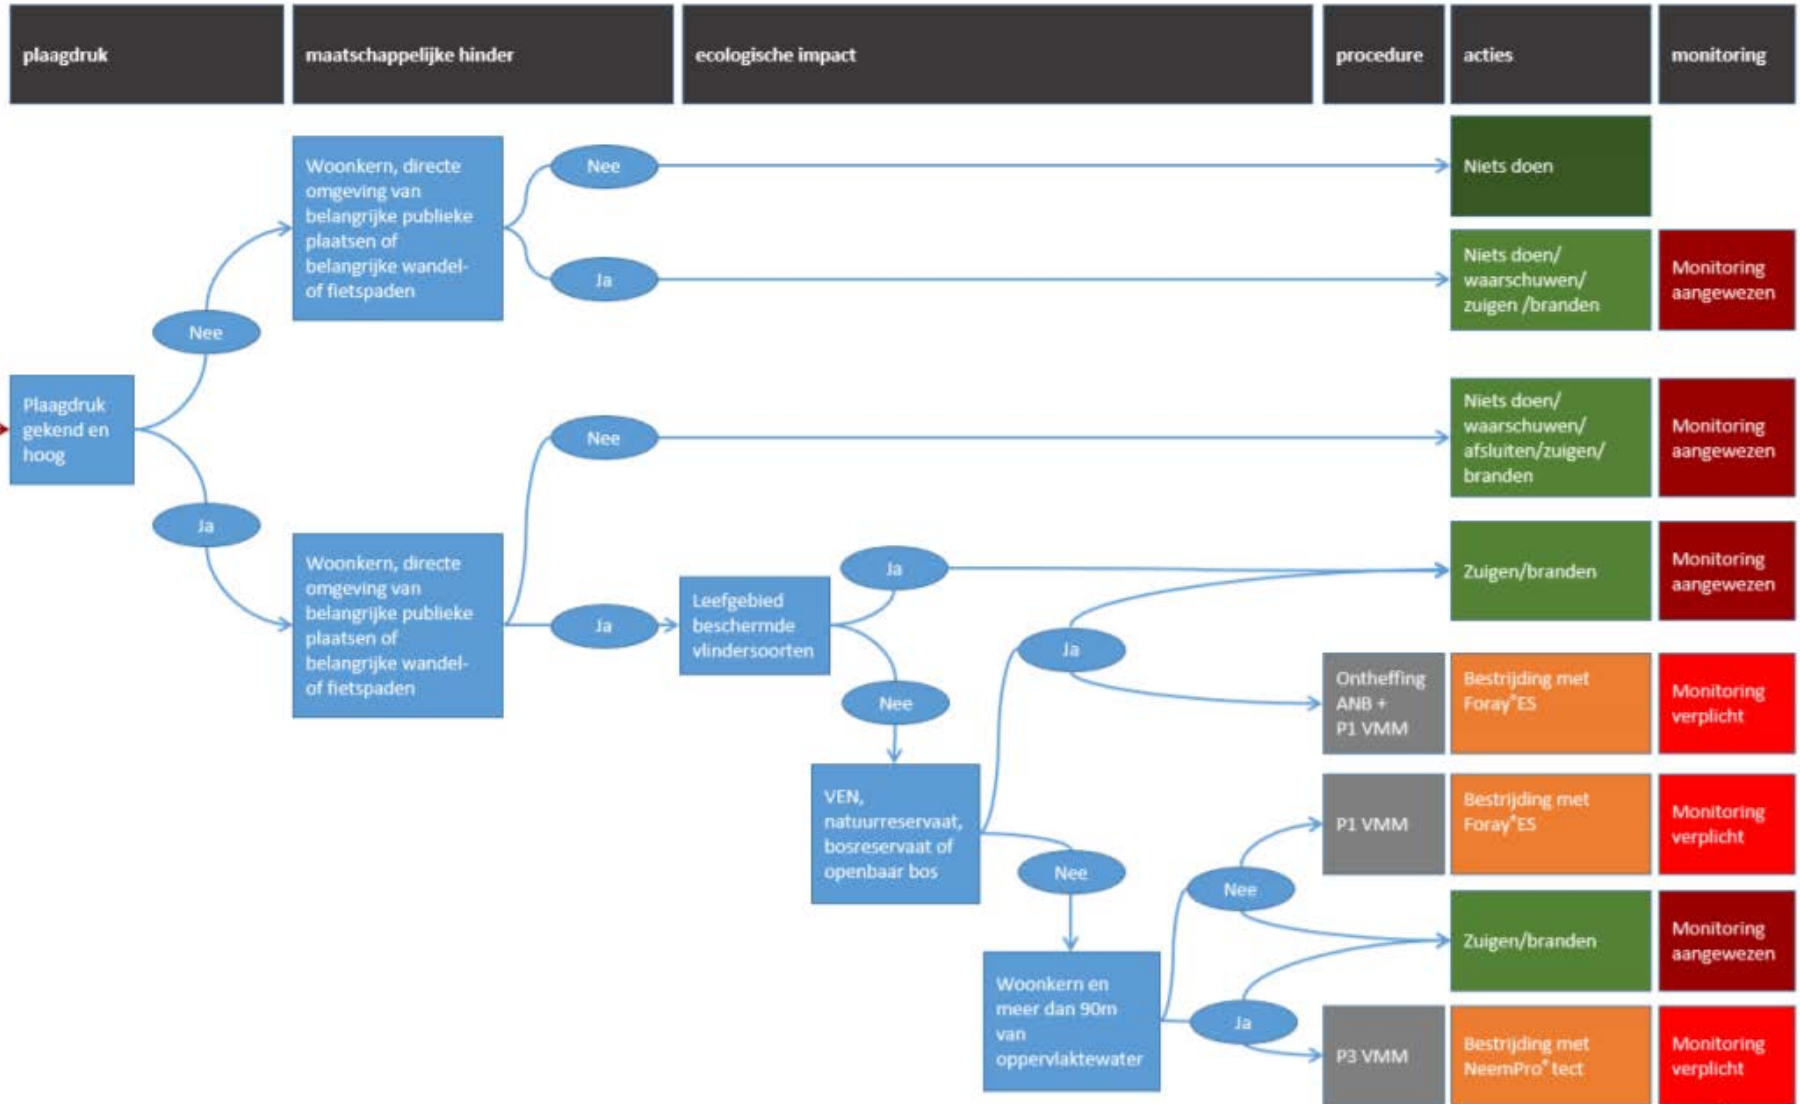 plaagdruk
maatschappelijke hinder
ecologische impact
procedure
acties
monitoring
Woonkern, directe
omgeving van
belangrijke publieke
plaatsen of
belangrijke wandel-
of fietspaden
Nee
Niets doen
Ja
Niets doen/
waarschuwen/
zuigen /branden
Monitoring
aangewezen
Nee
Plaagdruk
gekend en
hoog
Ja
Nee
Niets doen/
waarschuwen/
afsluiten/zuigen/
branden
Monitoring
aangewezen
Woonkern, directe
omgeving van
belangrijke publieke
plaatsen of
belangrijke wandel-
of fietspaden
Ja
Leefgebied
beschermde
vlindersoorten
Ja
Zuigen/branden
Monitoring
aangewezen
Nee
VEN,
natuurreservaat,
bosreservaat of
openbaar bos
Ja
Ontheffing
ANB +
P1 VMM
Bestrijding met
Foray®ES
Monitoring
verplicht
Nee
Woonkern en
meer dan 90m
van
oppervlaktewater
Nee
P1 VMM
Bestrijding met
Foray®ES
Monitoring
verplicht
Zuigen/branden
Monitoring
aangewezen
Ja
P3 VMM
Bestrijding met
NeemPro®tect
Monitoring
verplicht